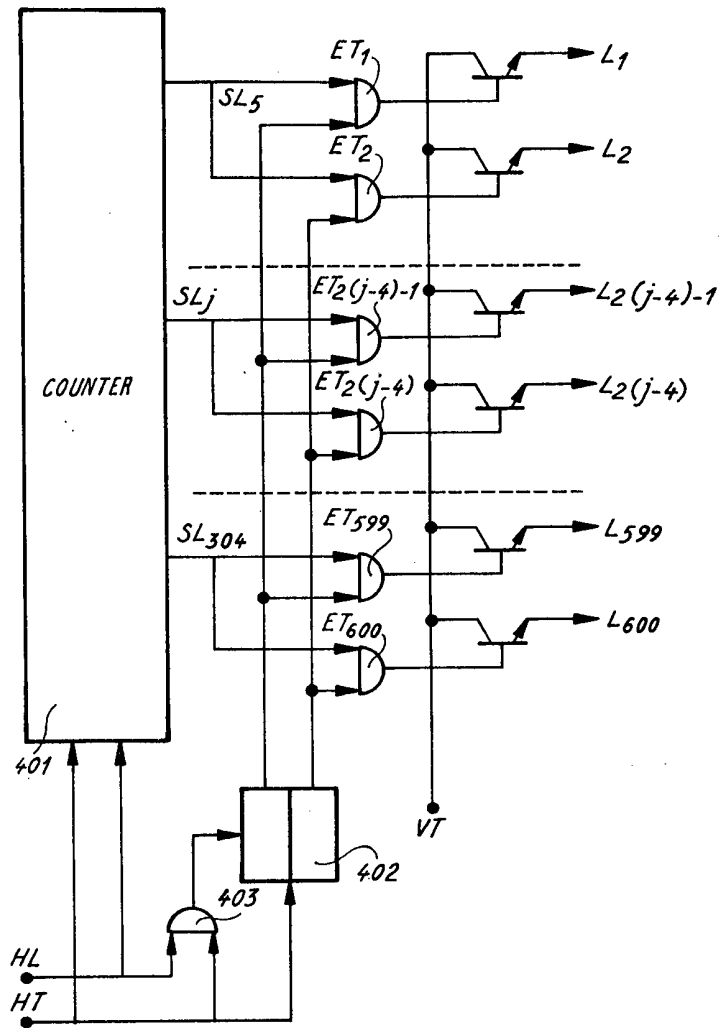 ET1
L1
SL5
ET2
L2
SLj
ET2(j-4)-1
L2(j-4)-1
COUNTER
ET2(j-4)
L2(j-4)
SL304
ET599
L599
ET600
L600
401
VT
402
403
HL
HT